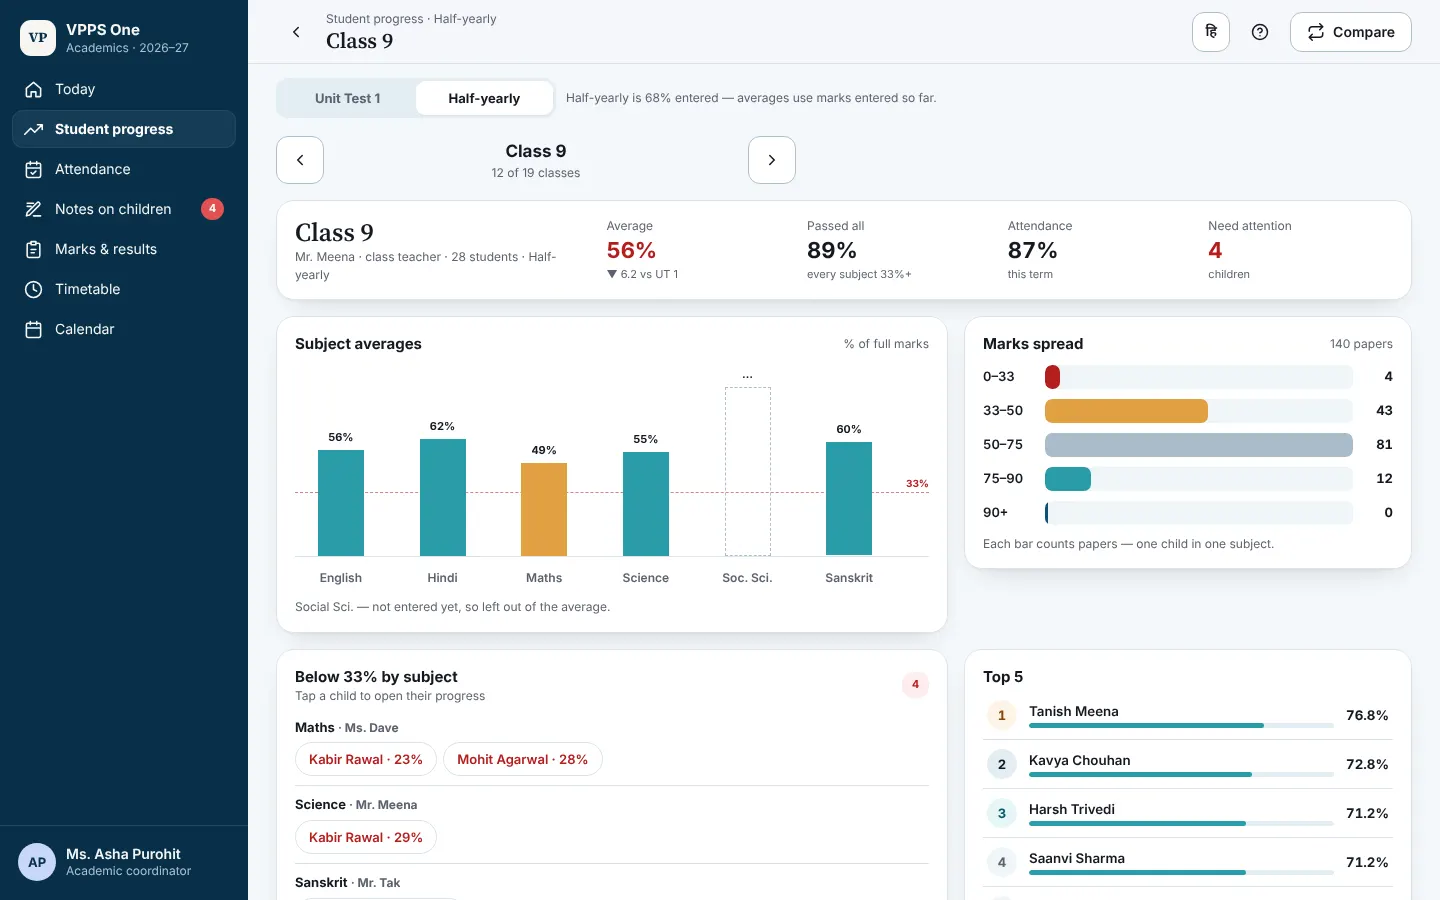 VP
VPPS One
Academics · 2026–27
Today
Student progress
Attendance
Notes on children
4
Marks & results
Timetable
Calendar
AP
Ms. Asha Purohit
Academic coordinator
Student progress · Half-yearly
Class 9
हि
Compare
Unit Test 1
Half-yearly
Half-yearly is 68% entered — averages use marks entered so far.
Class 9
12 of 19 classes
Class 9
Mr. Meena · class teacher · 28 students · Half-
yearly
Average
56%
▼ 6.2 vs UT 1
Passed all
89%
every subject 33%+
Attendance
87%
this term
Need attention
4
children
Subject averages
% of full marks
56%
62%
49%
55%
...
60%
33%
English
Hindi
Maths
Science
Soc. Sci.
Sanskrit
Social Sci. — not entered yet, so left out of the average.
Marks spread
140 papers
0–33
4
33–50
43
50–75
81
75–90
12
90+
0
Each bar counts papers — one child in one subject.
Below 33% by subject
Tap a child to open their progress
4
Maths · Ms. Dave
Kabir Rawal · 23%
Mohit Agarwal · 28%
Science · Mr. Meena
Kabir Rawal · 29%
Sanskrit · Mr. Tak
Top 5
1
Tanish Meena
76.8%
2
Kavya Chouhan
72.8%
3
Harsh Trivedi
71.2%
4
Saanvi Sharma
71.2%